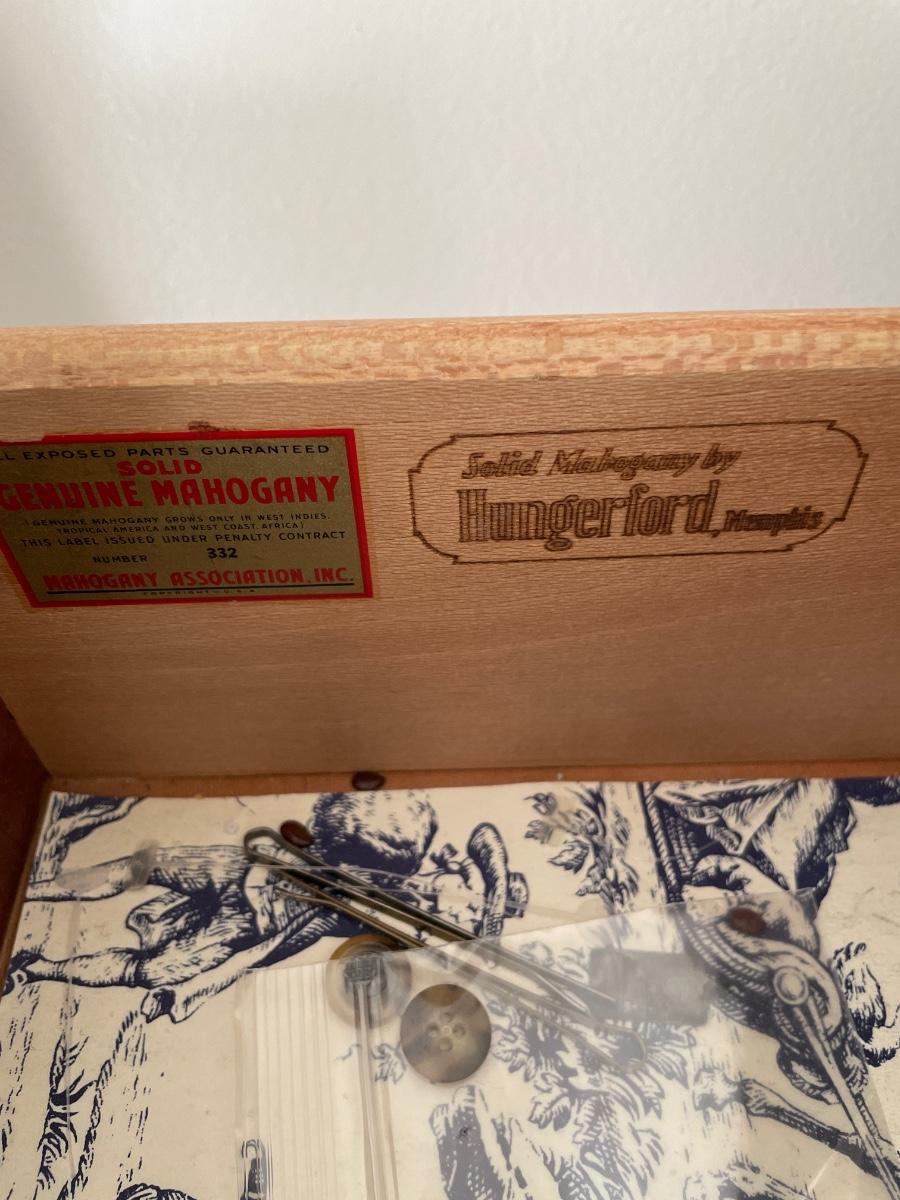 LL EXPOSED PARTS GUARANTEED
SOLID
GENUINE MAHOGANY
(GENUINE MAHOGANY GROWS ONLY IN WEST INDIES,
TROPICAL AMERICA AND WEST COAST AFRICA)
THIS LABEL ISSUED UNDER PENALTY CONTRACT
NUMBER 332
MAHOGANY ASSOCIATION, INC.
COPYRIGHT - U.S.A.
Solid Mahogany by
Hungerford, Memphis